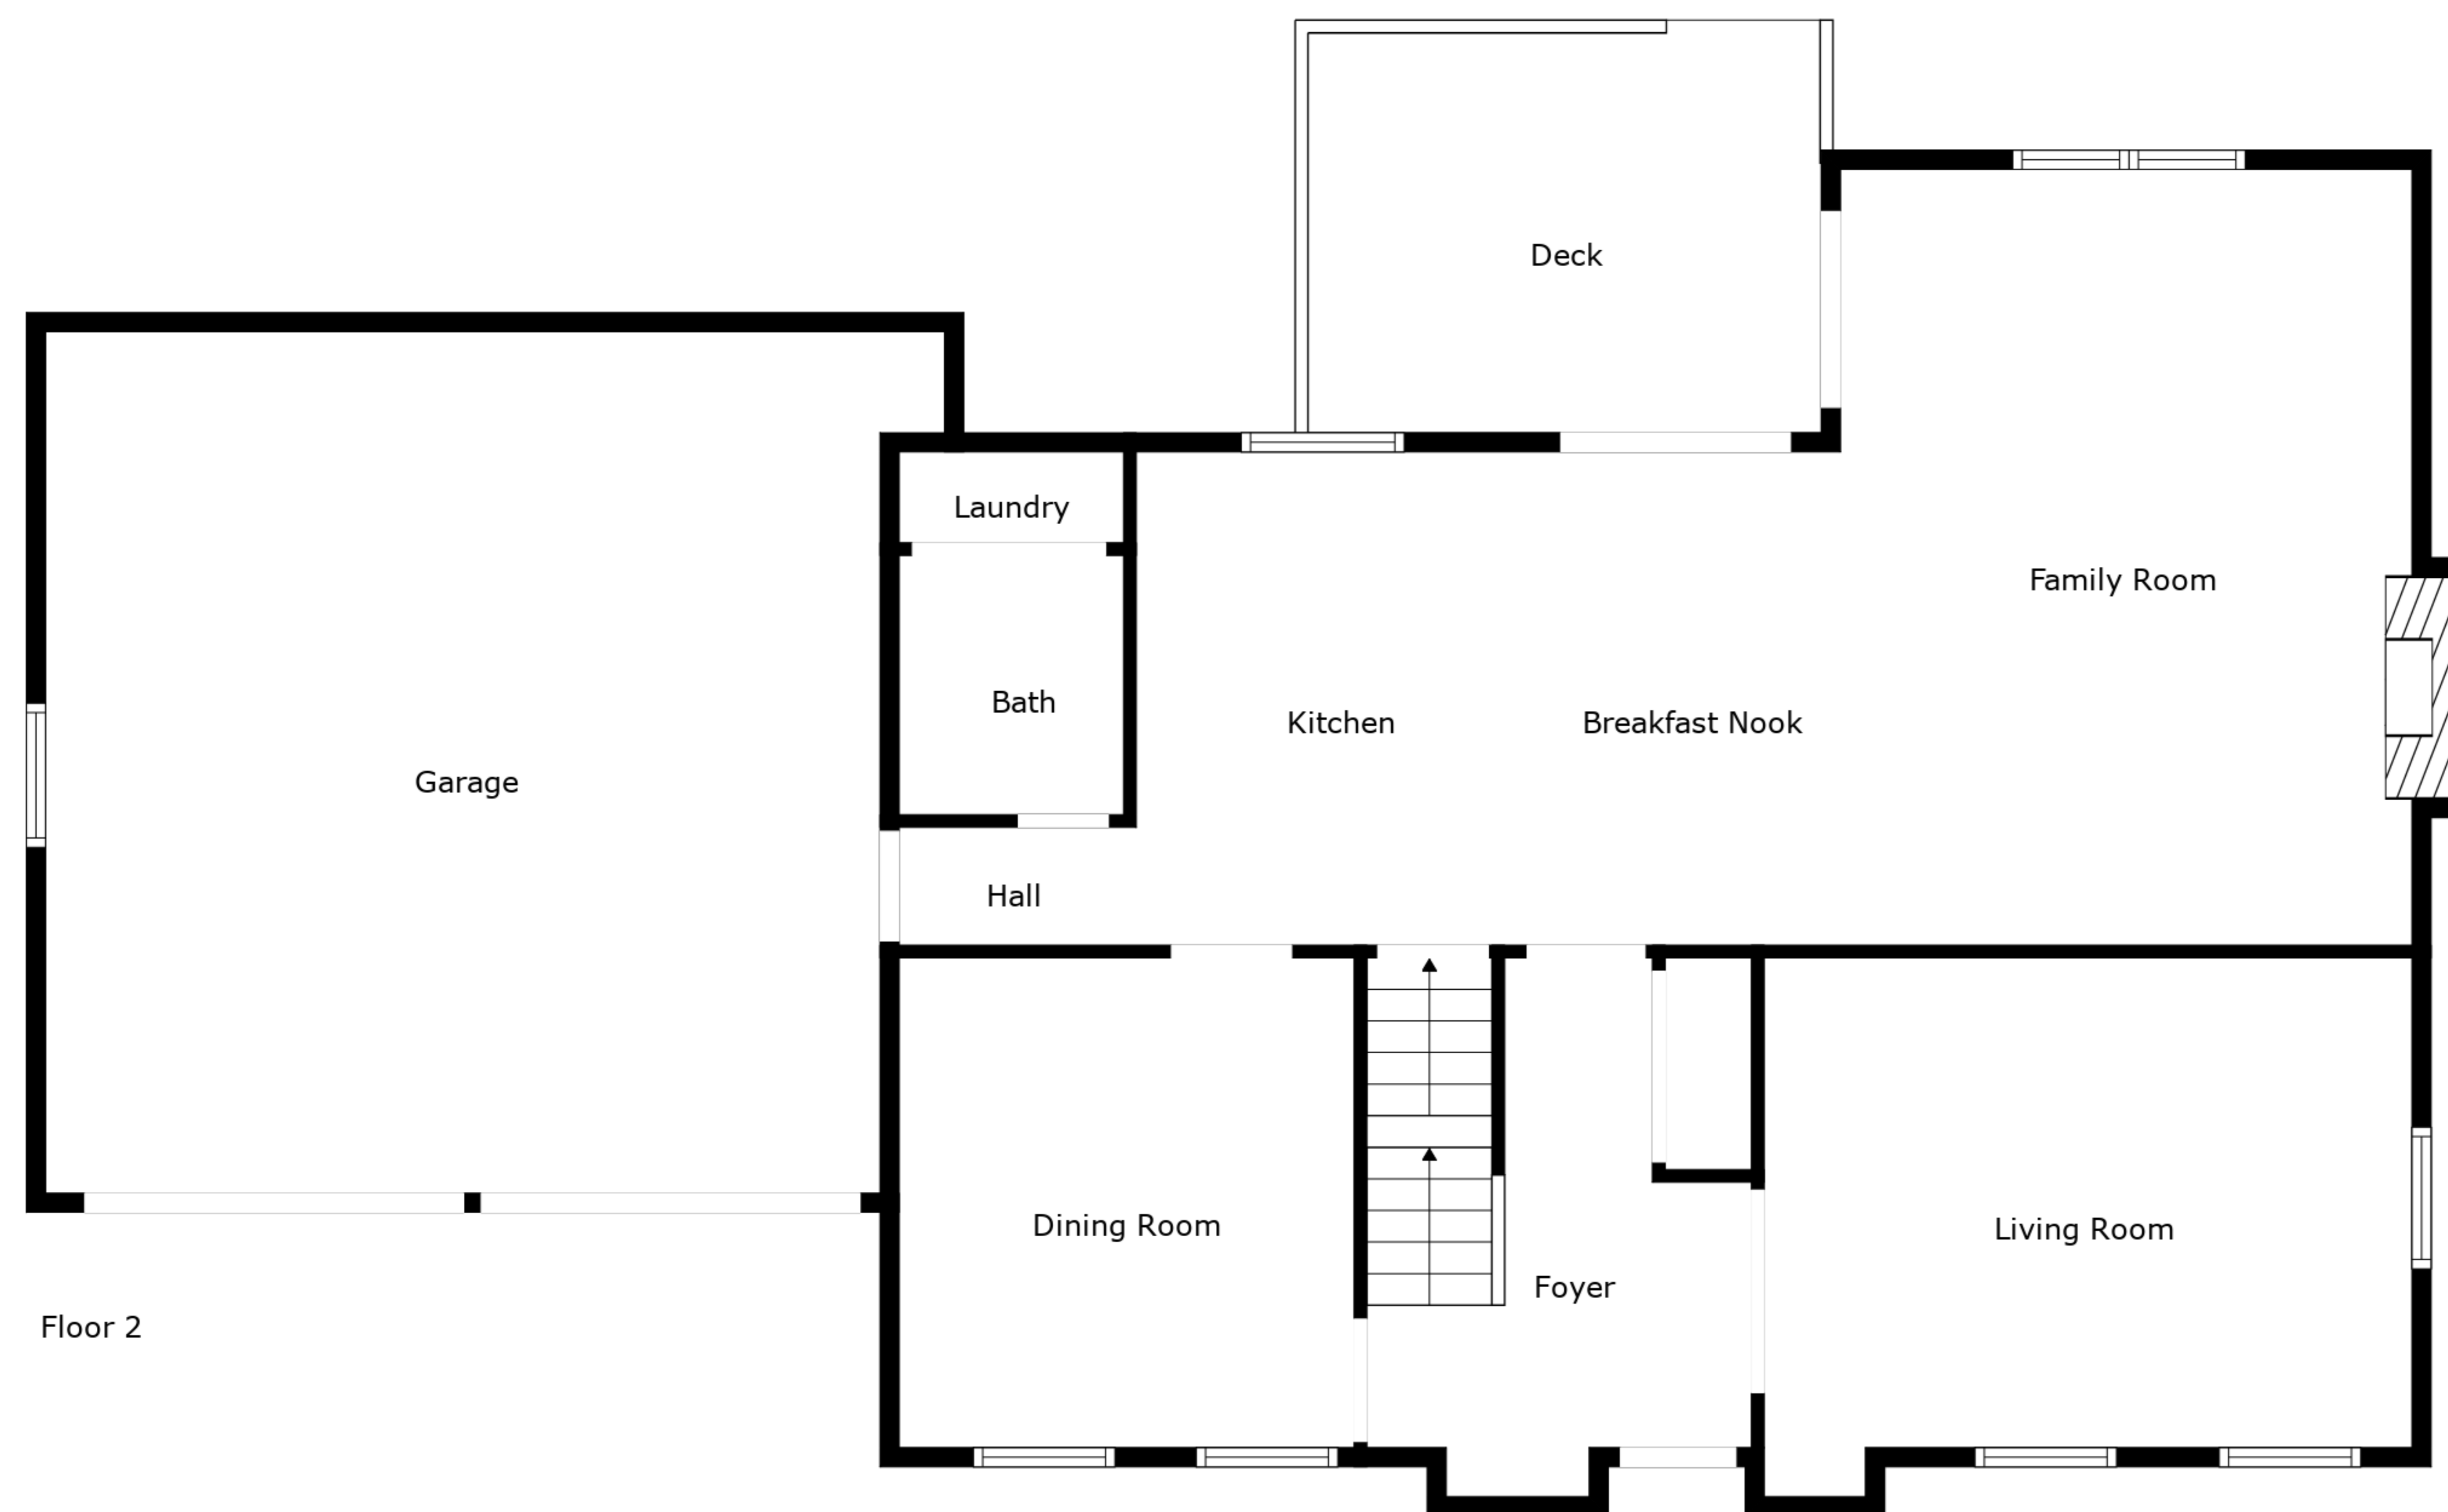 Deck
Laundry
Family Room
Bath
Kitchen
Breakfast Nook
Garage
Hall
Dining Room
Living Room
Foyer
Floor 2